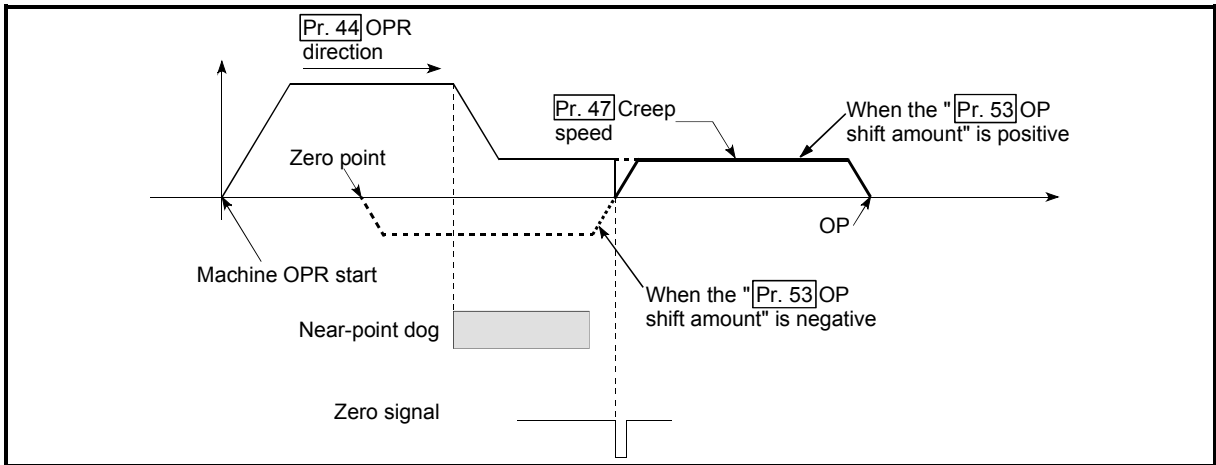 Pr. 44 OPR
direction
Pr. 47 Creep
speed
When the " Pr. 53 OP
shift amount" is positive
Zero point
OP
Machine OPR start
When the " Pr. 53 OP
shift amount" is negative
Near-point dog
Zero signal